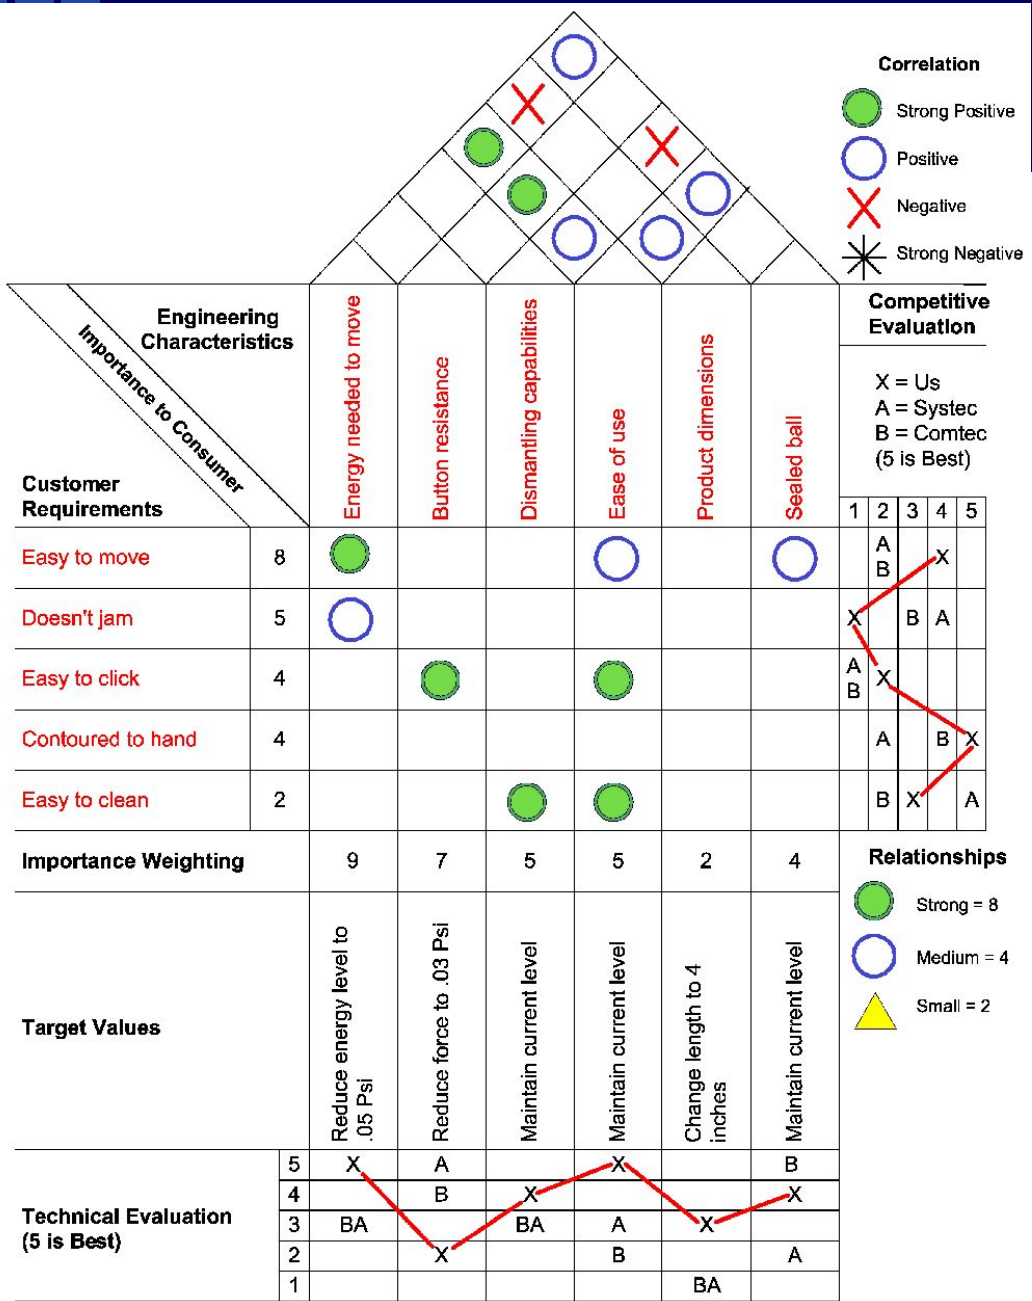 Correlation
Strong Positive
Positive
Negative
Strong Negative
Engineering
Characteristics
Importance to Consumer
Customer
Requirements
Energy needed to move
Button resistance
Dismantling capabilities
Ease of use
Product dimensions
Sealed ball
Competitive
Evaluation
X = Us
A = Systec
B = Comtec
(5 is Best)
1 2 3 4 5
Easy to move 8 A B X
Doesn't jam 5 X B A
Easy to click 4 A B X
Contoured to hand 4 A B X
Easy to clean 2 B X A
Importance Weighting 9 7 5 5 2 4
Relationships
Strong = 8
Medium = 4
Small = 2
Target Values
Reduce energy level to
.05 Psi
Reduce force to .03 Psi
Maintain current level
Maintain current level
Change length to 4
inches
Maintain current level
Technical Evaluation
(5 is Best)
5 X A X B
4 B X X
3 BA BA A X
2 X B A
1 BA